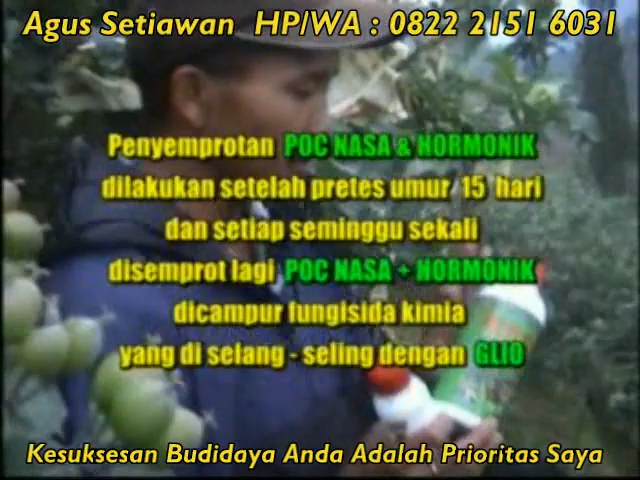 Agus Setiawan HP/WA : 0822 2151 6031
Penyemprotan POC NASA & HORMONIK
dilakukan setelah pretes umur 15 hari
dan setiap seminggu sekali
disemprot lagi POC NASA + HORMONIK
dicampur fungisida kimia
yang di selang - seling dengan GLIO
Kesuksesan Budidaya Anda Adalah Prioritas Saya